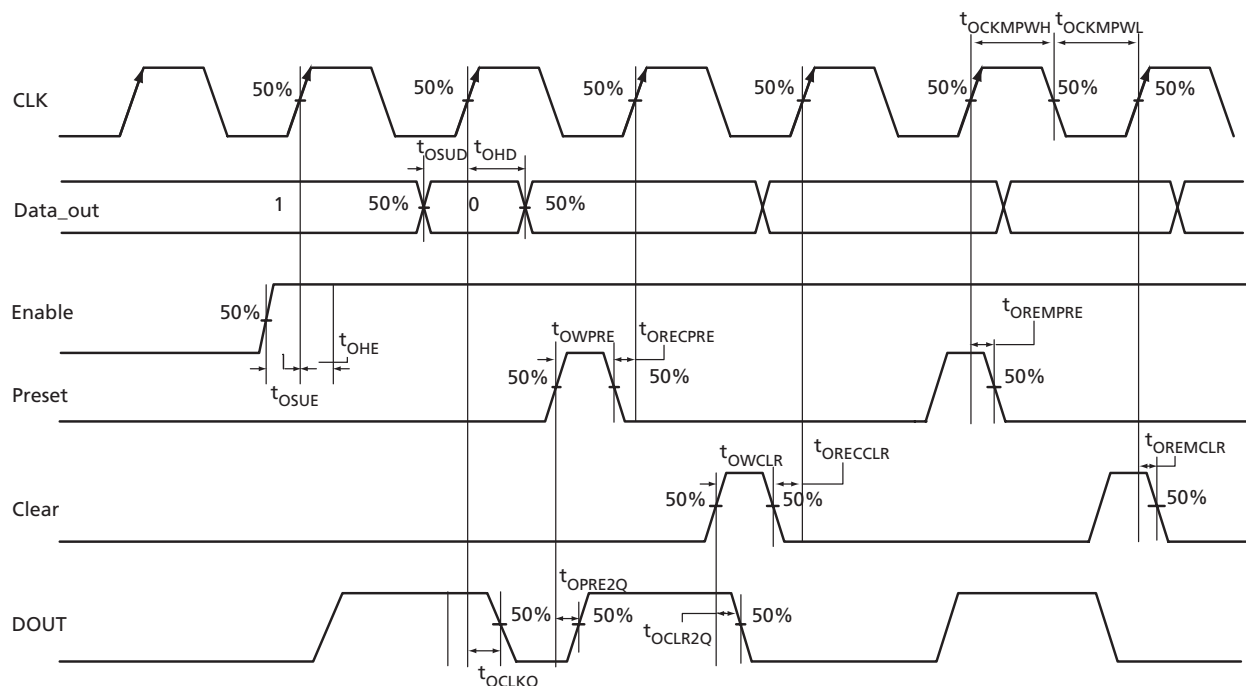 tOCKMPWH tOCKMPWL
CLK 50% 50% 50% 50% 50% 50% 50%
tOSUD tOHD
Data_out 1 50% 0 50%
Enable 50%
tOHE tOWPRE tORECPRE tOREMPRE
tOSUE
Preset 50% 50% 50%
tOWCLR tORECCLR tOREMCLR
Clear 50% 50% 50%
tOPRE2Q
DOUT 50% 50% 50%
tOCLR2Q
tOCLKQ